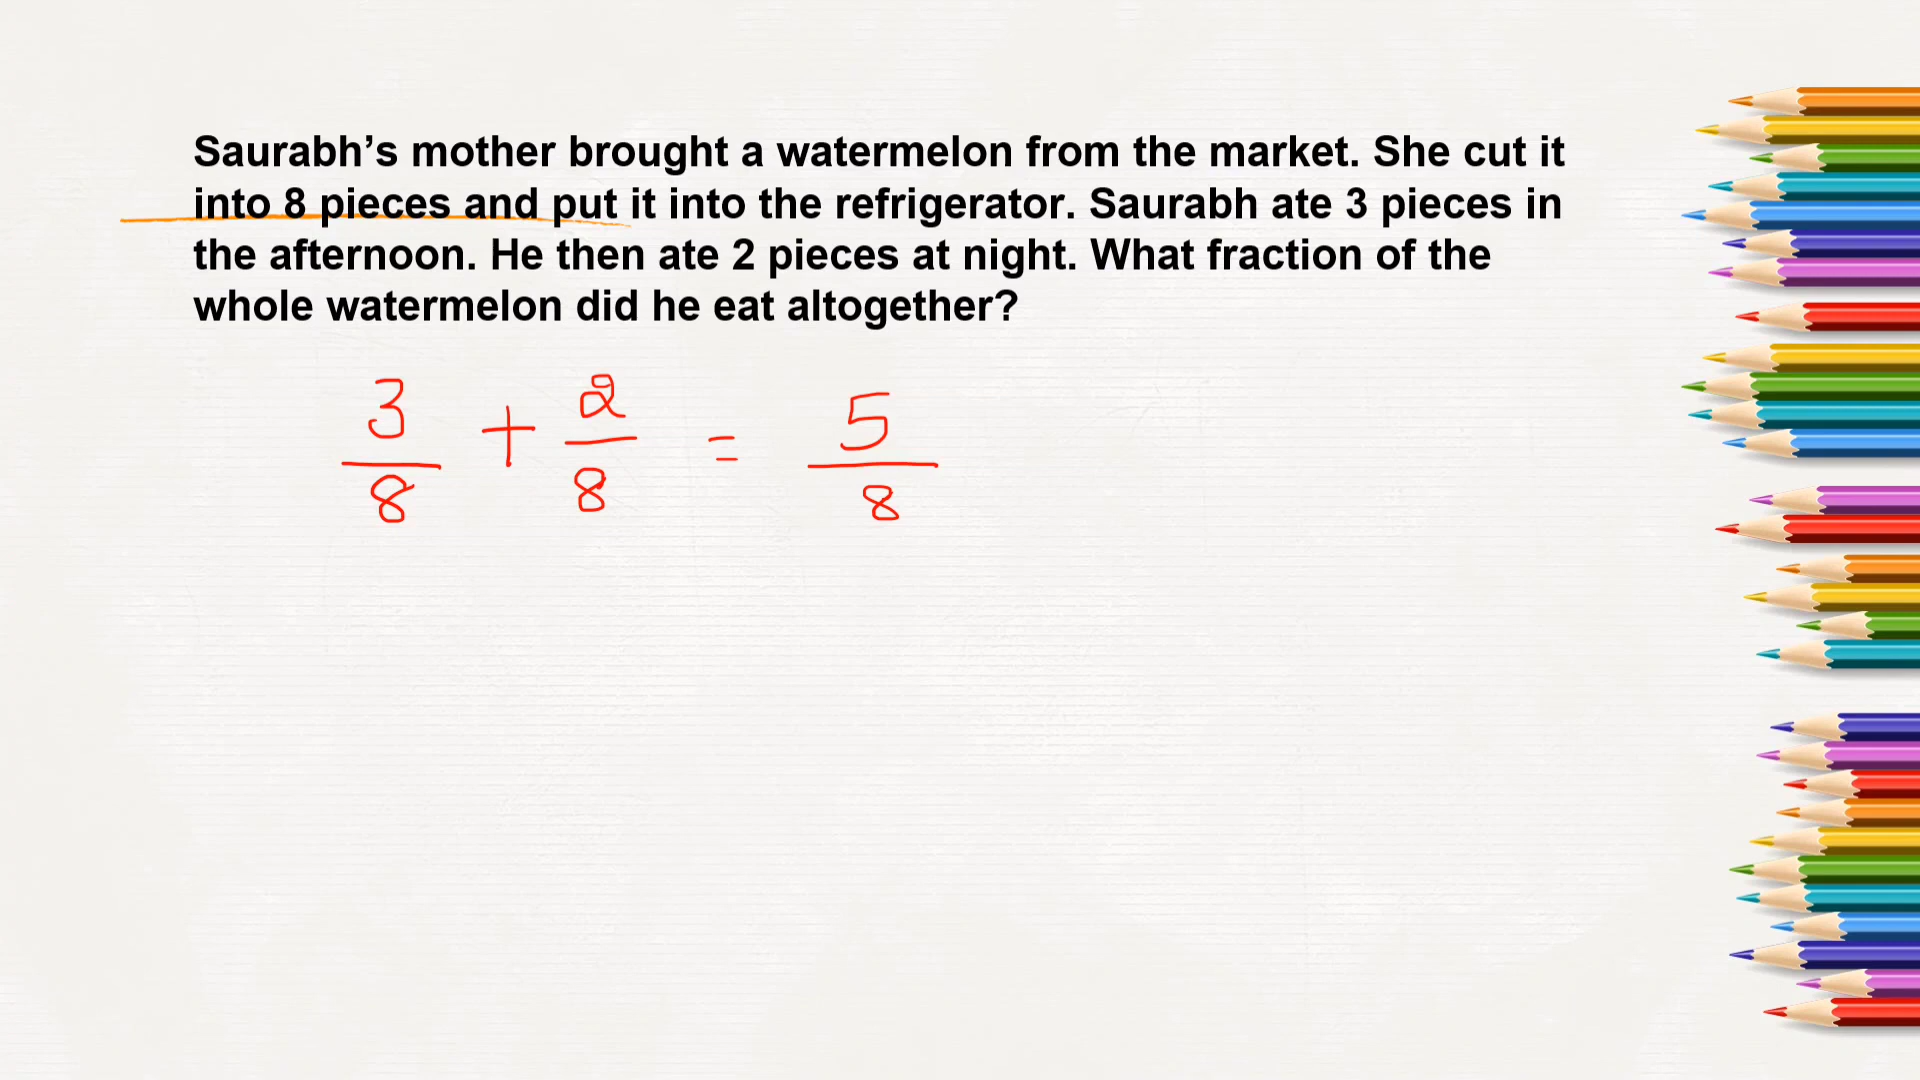 Saurabh’s mother brought a watermelon from the market. She cut it
into 8 pieces and put it into the refrigerator. Saurabh ate 3 pieces in
the afternoon. He then ate 2 pieces at night. What fraction of the
whole watermelon did he eat altogether?
3/8 + 2/8 = 5/8